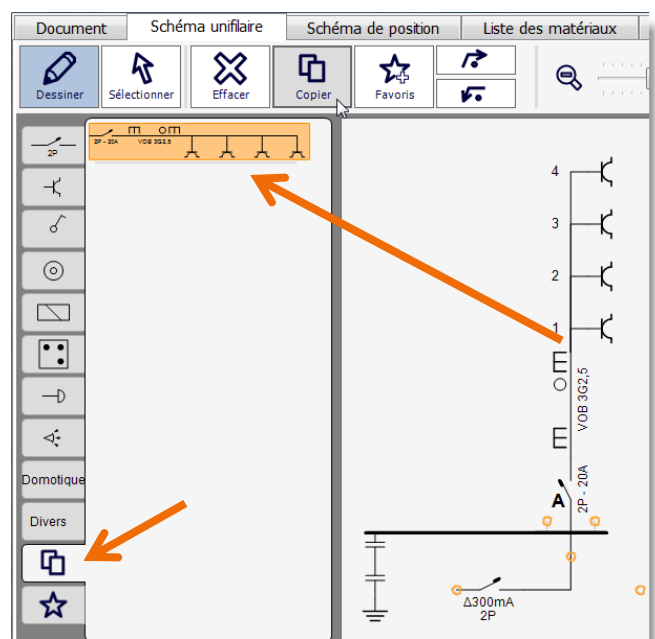 Document
Schéma unifilaire
Schéma de position
Liste des matériaux
Dessiner
Sélectionner
Effacer
Copier
Favoris
2P
2P - 20A
VOB 3G2,5
Domotique
Divers
4
3
2
1
VOB 3G2,5
2P - 20A
A
Δ300mA
2P